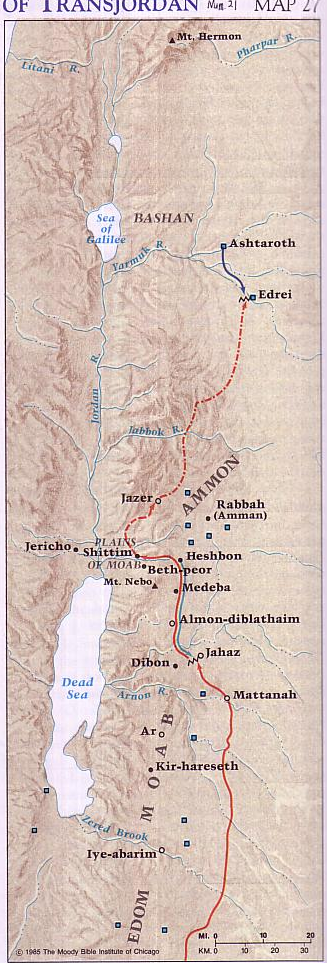 OF TRANSJORDAN Num 21 MAP 27
Mt. Hermon
Litani R.
Pharpar R.
BASHAN
Sea
of
Galilee
Ashtaroth
Yarmuk R.
Edrei
Jordan R.
Jabbok R.
AMMON
Jazer
Rabbah
(Amman)
PLAINS
OF MOAB
Jericho
Shittim
Heshbon
Beth-peor
Mt. Nebo
Medeba
Almon-diblathaim
Jahaz
Dibon
Dead
Sea
Arnon R.
Mattanah
Ar
MOAB
Kir-hareseth
Zered Brook
Iye-abarim
EDOM
MI. 0 10 20
KM. 0 10 20
© 1985 The Moody Bible Institute of Chicago